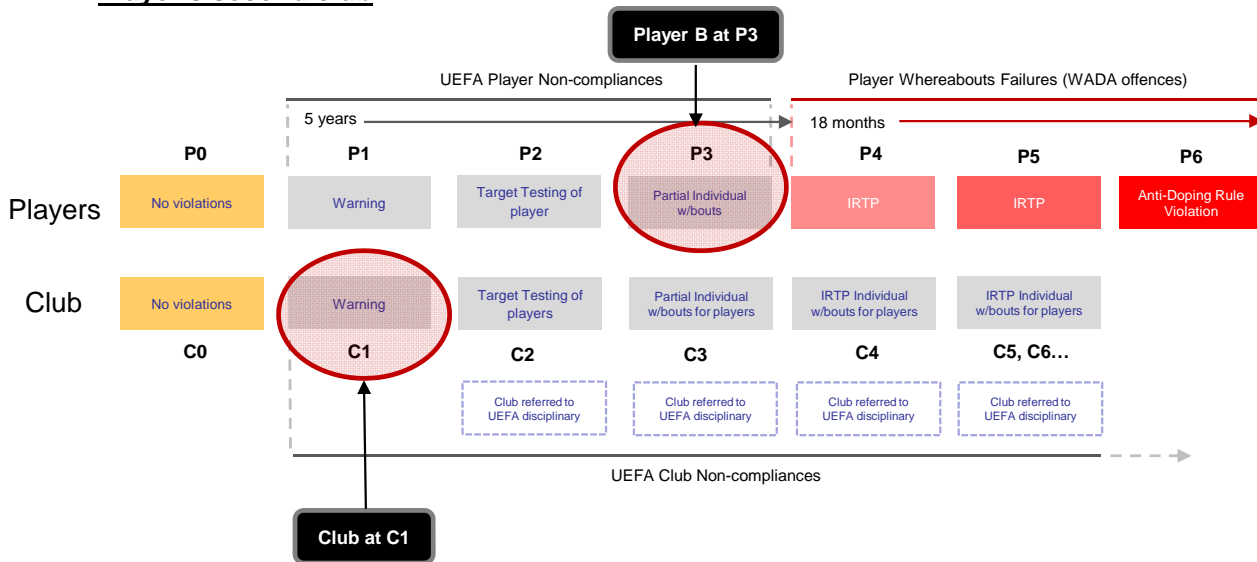 Player B at P3
UEFA Player Non-compliances
Player Whereabouts Failures (WADA offences)
5 years
18 months
P0
P1
P2
P3
P4
P5
P6
Players
No violations
Warning
Target Testing of
player
Partial Individual
w/bouts
IRTP
IRTP
Anti-Doping Rule
Violation
Club
No violations
Warning
Target Testing of
players
Partial Individual
w/bouts for players
IRTP Individual
w/bouts for players
IRTP Individual
w/bouts for players
C0
C1
C2
C3
C4
C5, C6…
Club referred to
UEFA disciplinary
Club referred to
UEFA disciplinary
Club referred to
UEFA disciplinary
Club referred to
UEFA disciplinary
UEFA Club Non-compliances
Club at C1